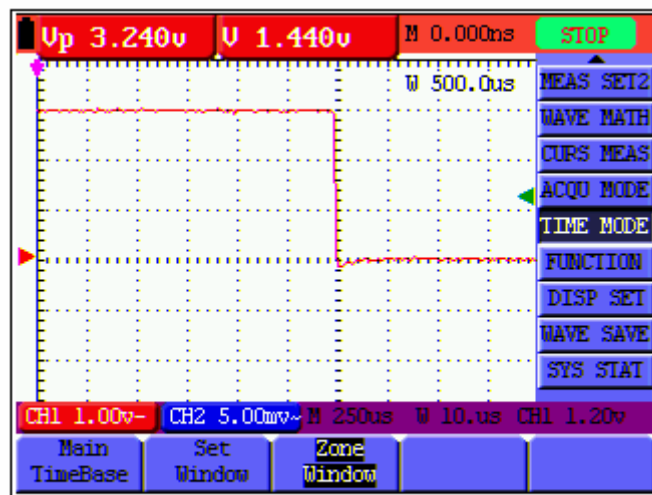 Vp 3.240v V 1.440v M 0.000ns STOP
W 500.0us
MEAS SET2
WAVE MATH
CURS MEAS
ACQU MODE
TIME MODE
FUNCTION
DISP SET
WAVE SAVE
SYS STAT
CH1 1.00v- CH2 5.00mv~ M 250us W 10.us CH1 1.20v
Main TimeBase
Set Window
Zone Window